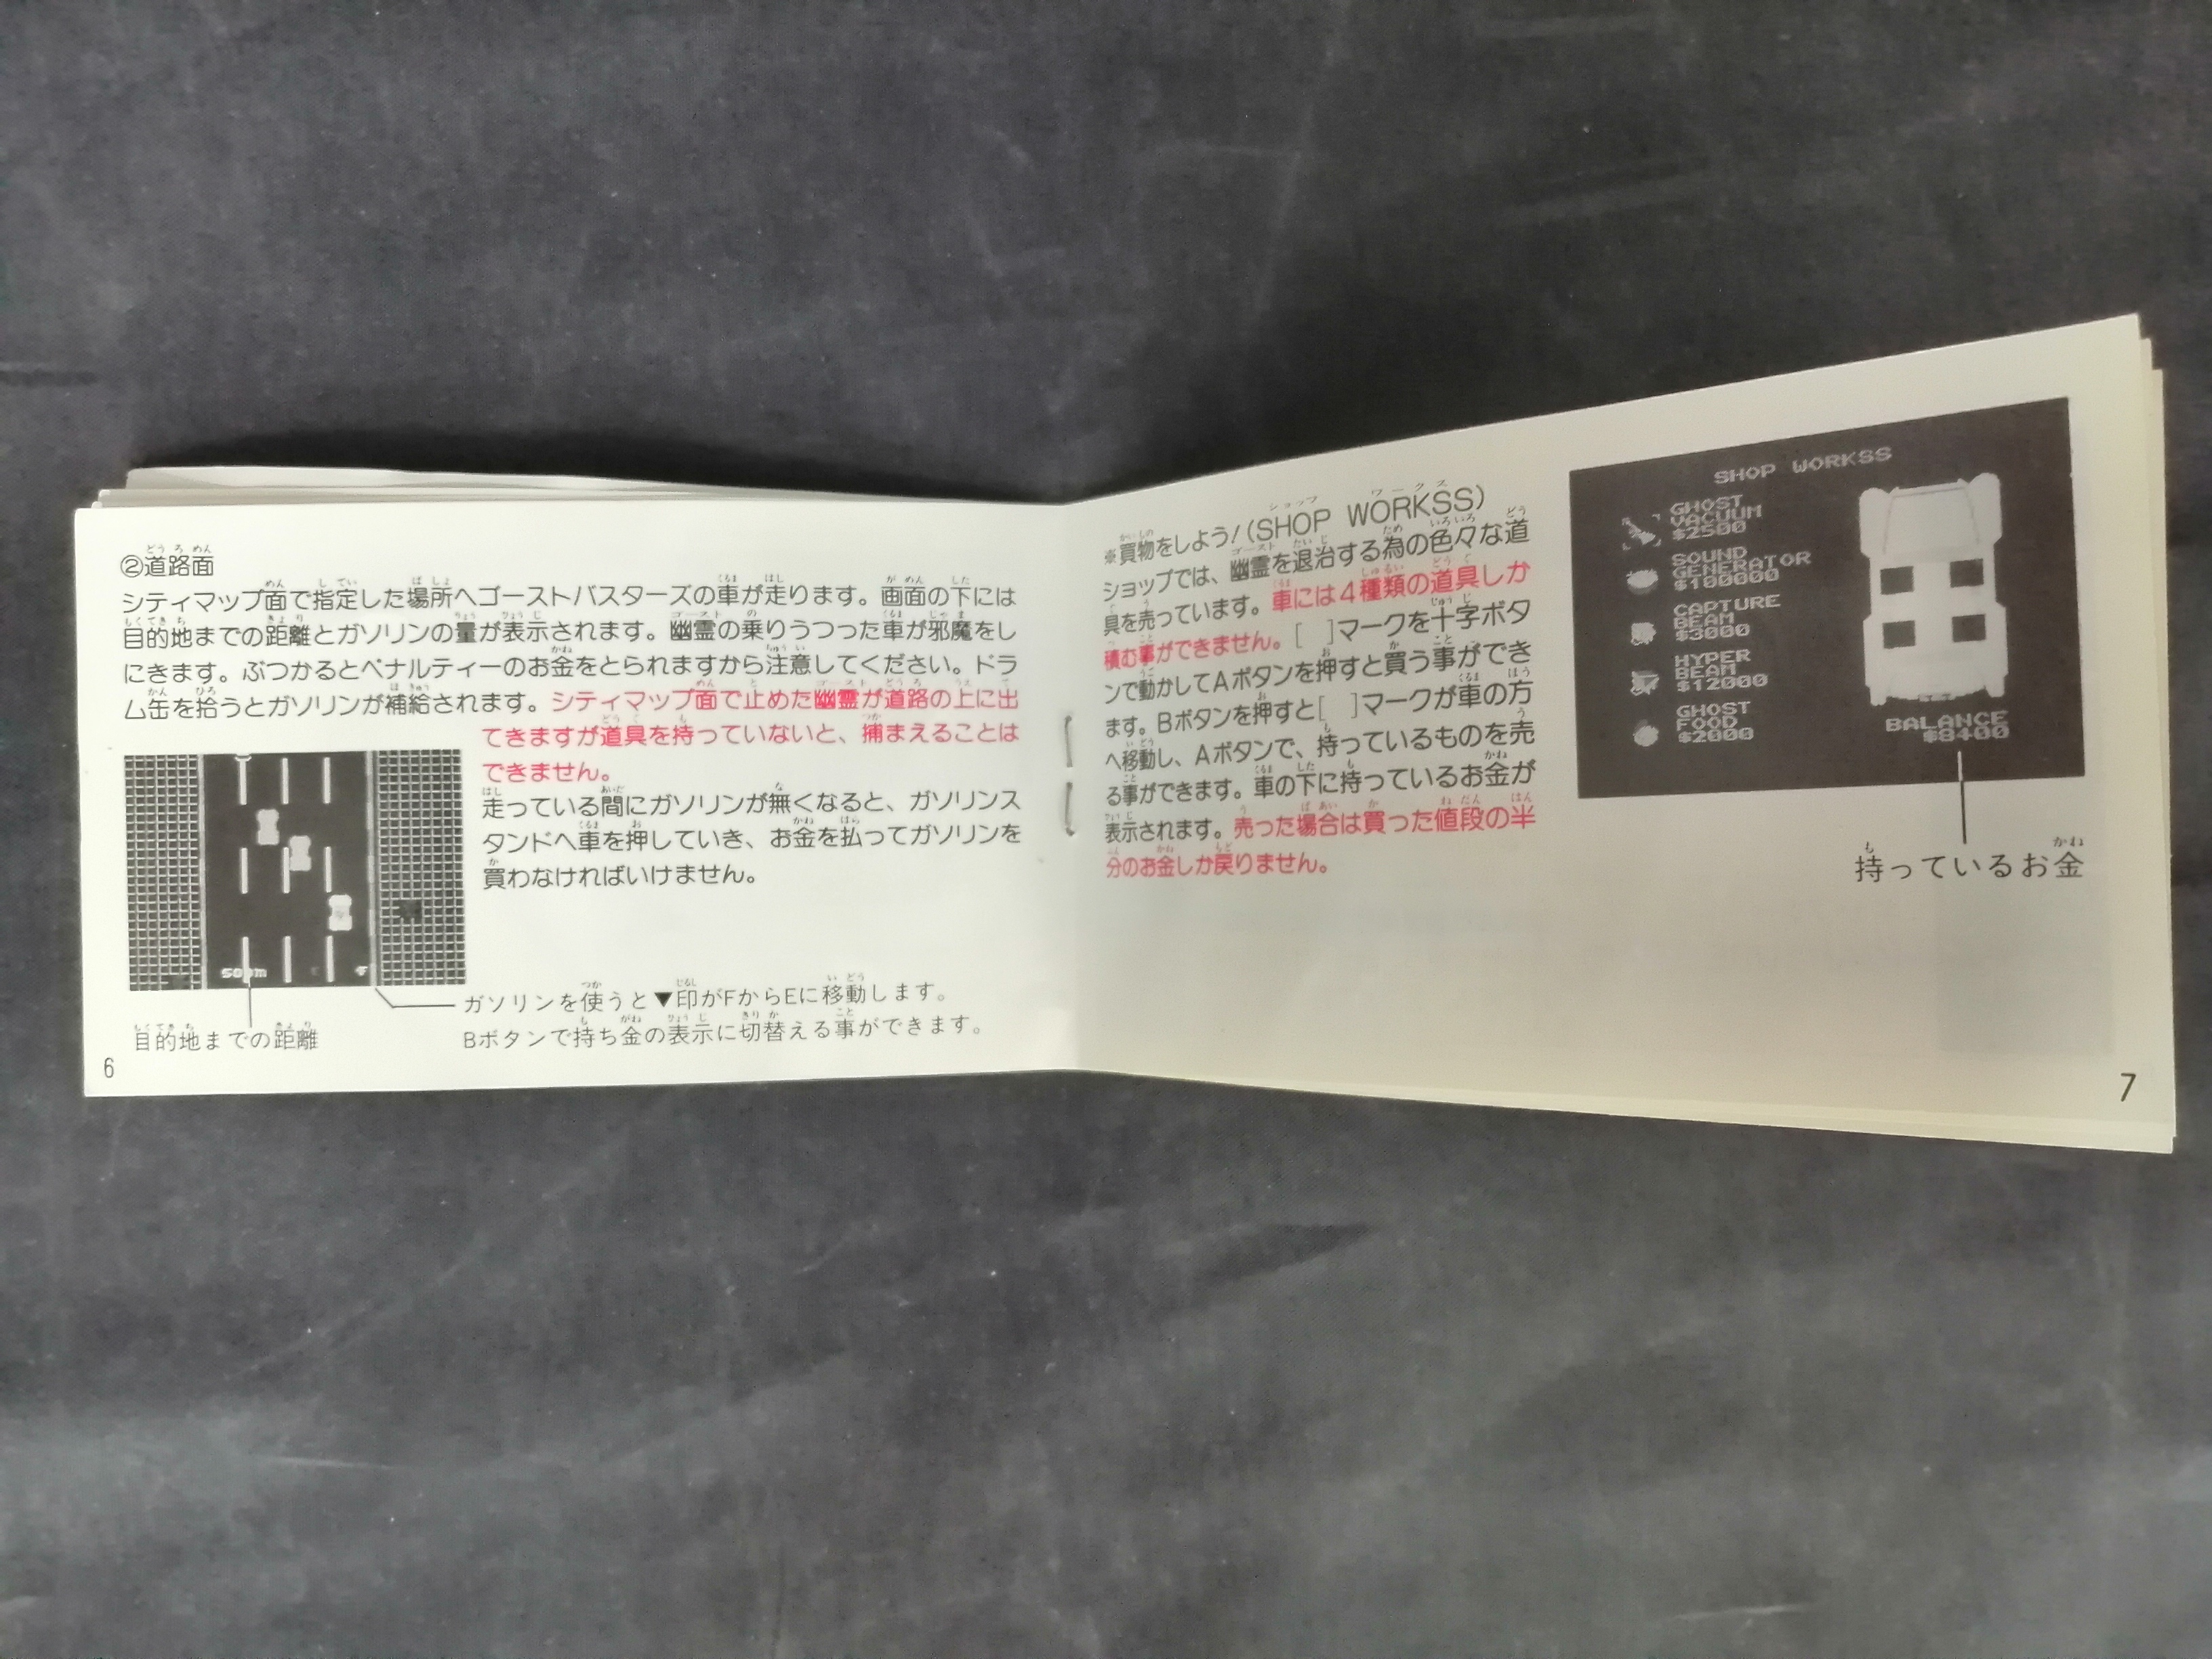 ②道路面
シティマップ面で指定した場所へゴーストバスターズの車が走ります。画面の下には
目的地までの距離とガソリンの量が表示されます。幽霊の乗りうつった車が邪魔をし
にきます。ぶつかるとペナルティーのお金をとられますから注意してください。ドラ
ム缶を拾うとガソリンが補給されます。シティマップ面で止めた幽霊が道路の上に出
てきますが道具を持っていないと、捕まえることは
できません。
走っている間にガソリンが無くなると、ガソリンス
タンドへ車を押していき、お金を払ってガソリンを
買わなければいけません。
F
ガソリンを使うと▼印がFからEに移動します。
Bボタンで持ち金の表示に切替える事ができます。
目的地までの距離
6
※買物をしよう!(SHOP WORKSS)
ショップでは、幽霊を退治する為の色々な道
具を売っています。車には4種類の道具しか
積む事ができません。[ ]マークを十字ボタ
ンで動かしてAボタンを押すと買う事ができ
ます。Bボタンを押すと[ ]マークが車の方
へ移動し、Aボタンで、持っているものを売
る事ができます。車の下に持っているお金が
表示されます。売った場合は買った値段の半
分のお金しか戻りません。
SHOP WORKSS
GHOST
VACUUM
$2500
SOUND
GENERATOR
$100000
CAPTURE
BEAM
$3000
HYPER
BEAM
$12000
GHOST
FOOD
$2000
BALANCE
$8400
持っているお金
7